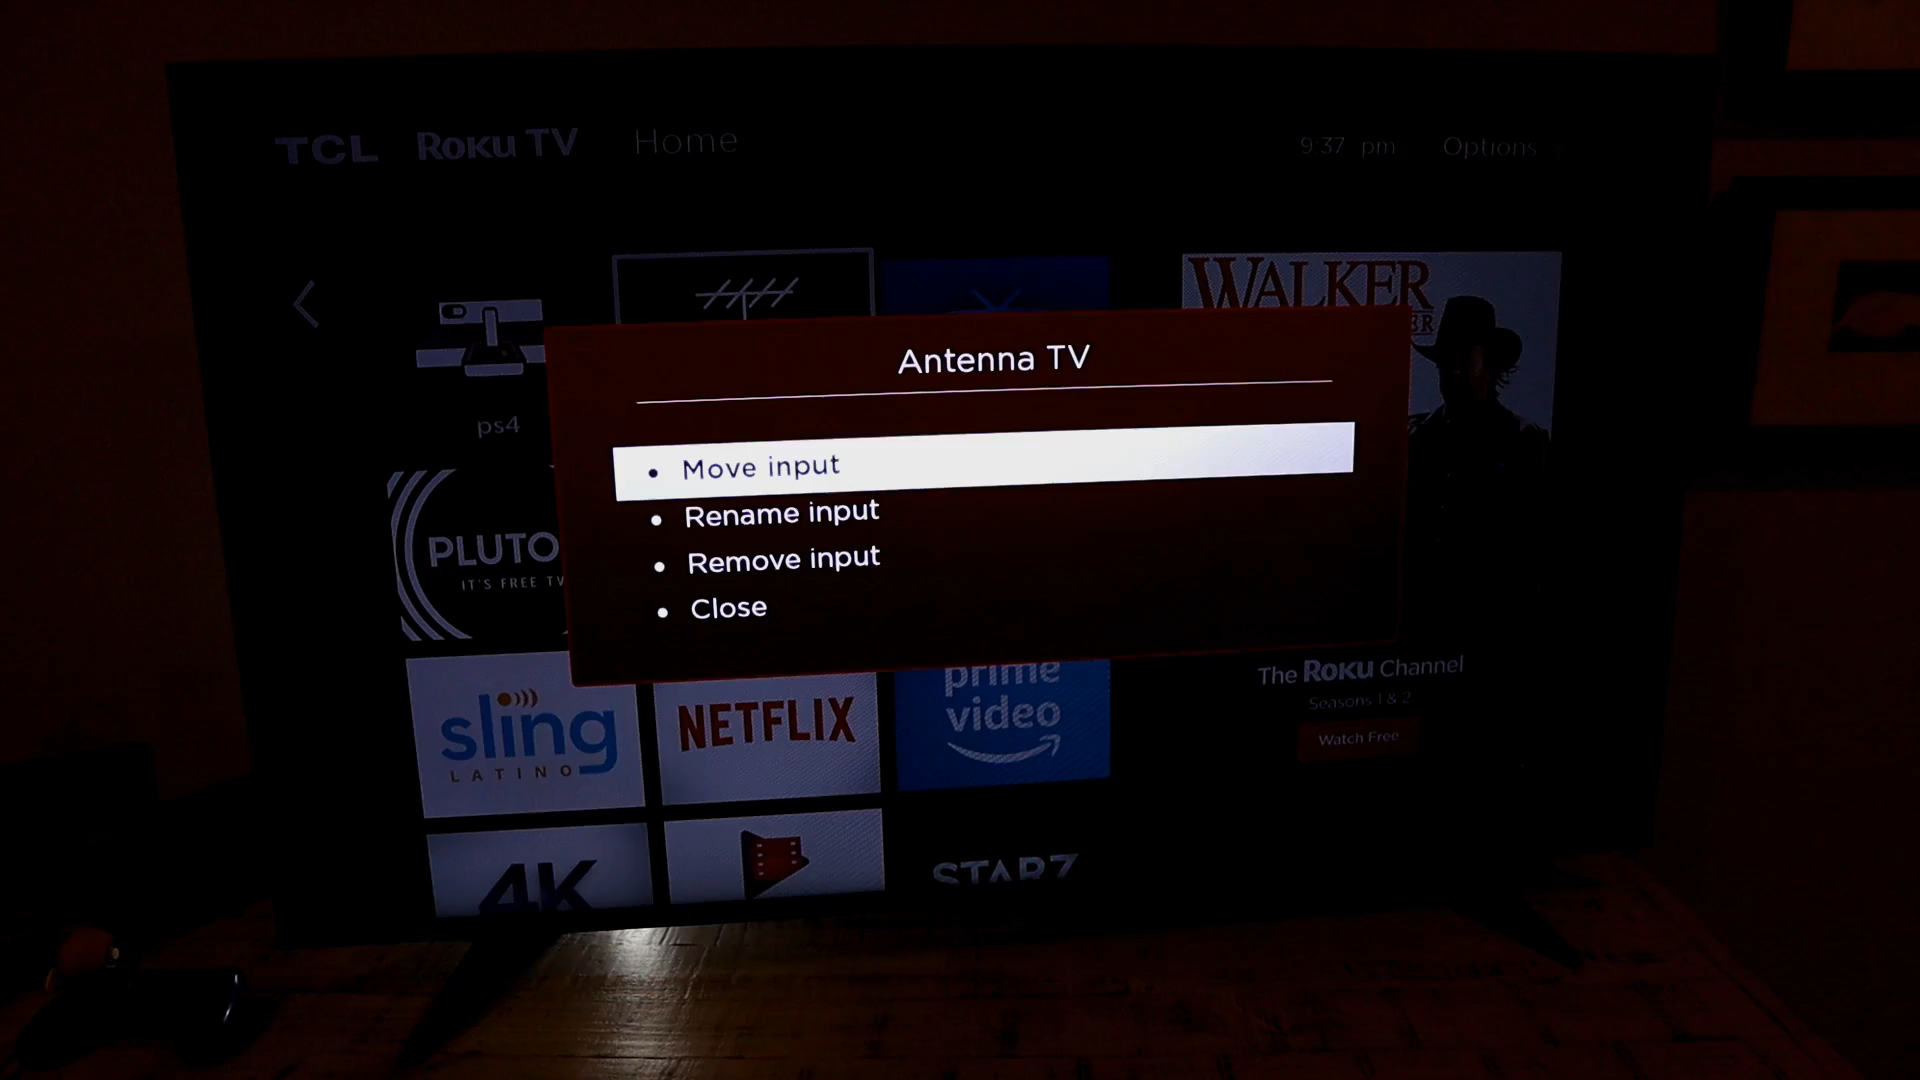 TCL Roku TV Home
9:37 pm Options
WALKER
ER
Antenna TV
• Move input
• Rename input
• Remove input
• Close
ps4
PLUTO
IT'S FREE TV
sling
LATINO
NETFLIX
prime
video
The Roku Channel
Seasons 1 & 2
Watch Free
4K
STARZ